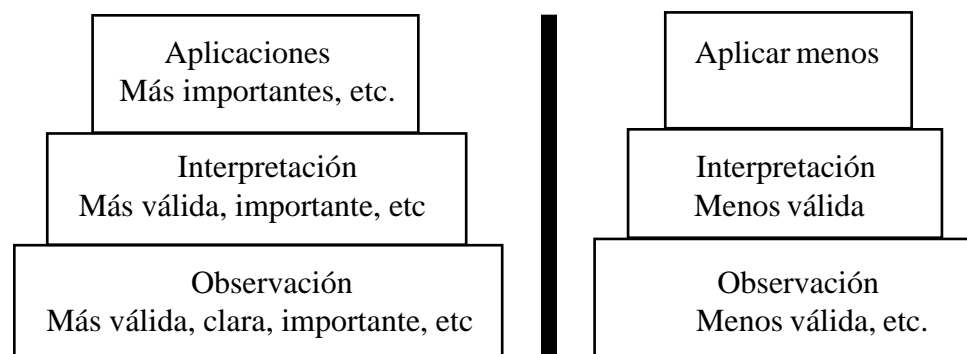 Aplicaciones
Más importantes, etc.
Interpretación
Más válida, importante, etc
Observación
Más válida, clara, importante, etc
Aplicar menos
Interpretación
Menos válida
Observación
Menos válida, etc.